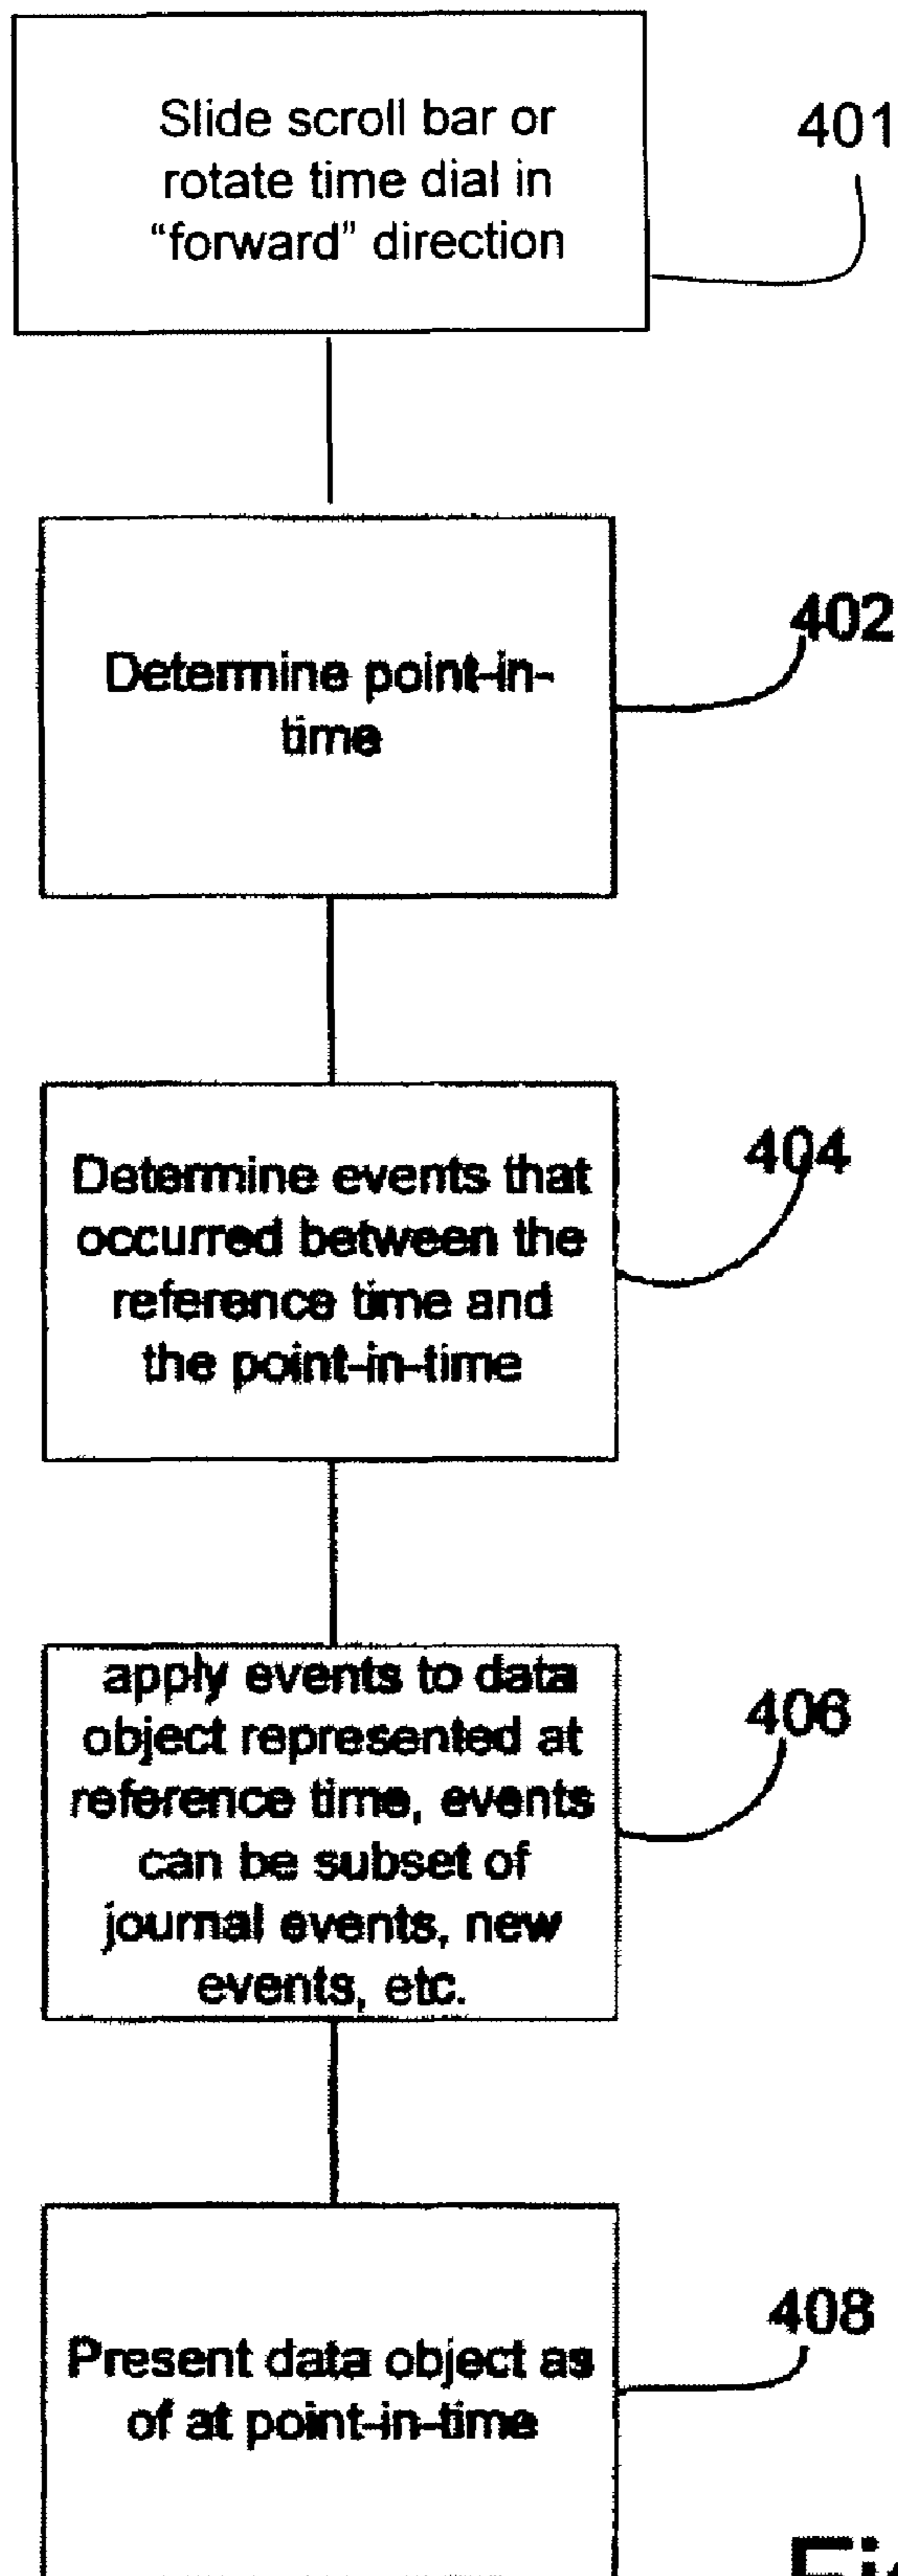 Slide scroll bar or
rotate time dial in
“forward” direction
401
Determine point-in-
time
402
Determine events that
occurred between the
reference time and
the point-in-time
404
apply events to data
object represented at
reference time, events
can be subset of
journal events, new
events, etc.
406
Present data object as
of at point-in-time
408